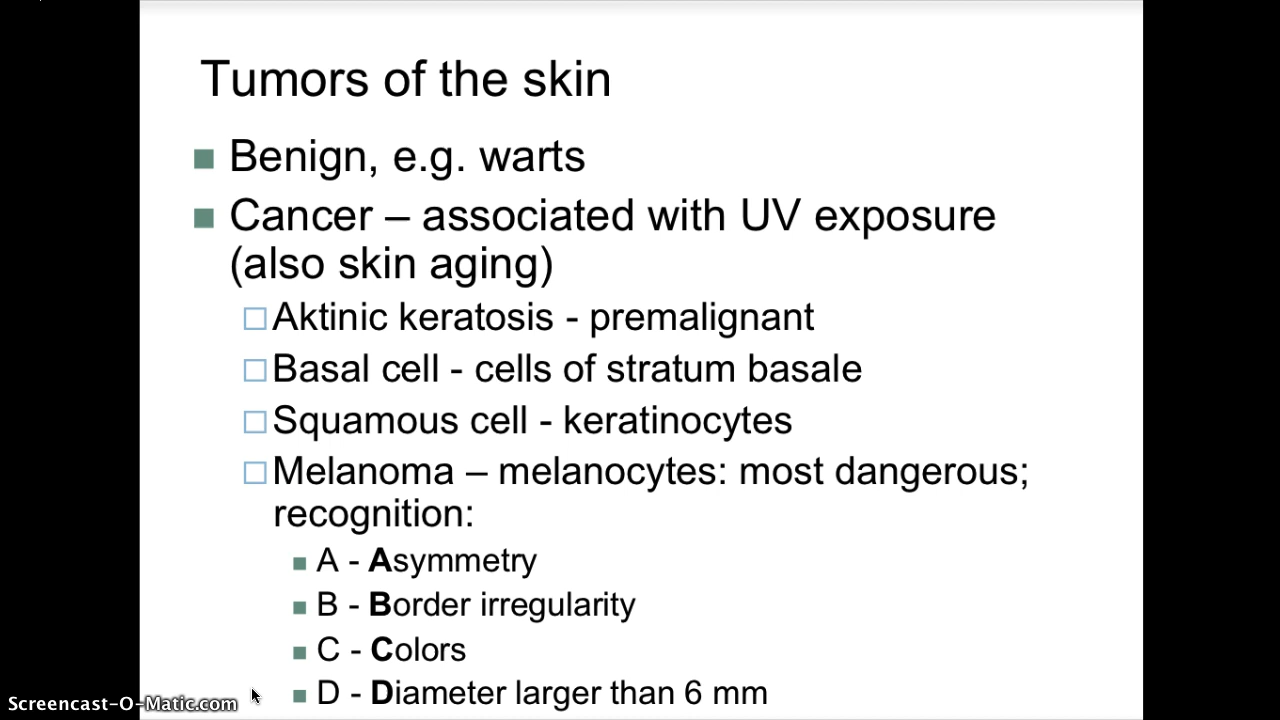 Tumors of the skin
Benign, e.g. warts
Cancer – associated with UV exposure
(also skin aging)
Aktinic keratosis - premalignant
Basal cell - cells of stratum basale
Squamous cell - keratinocytes
Melanoma – melanocytes: most dangerous;
recognition:
A - Asymmetry
B - Border irregularity
C - Colors
D - Diameter larger than 6 mm
Screencast-O-Matic.com